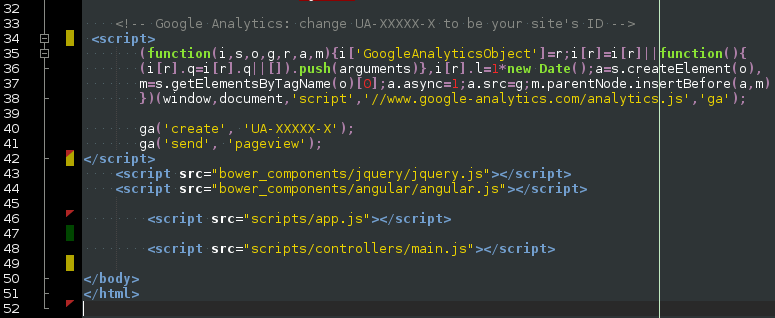 32
33 <!-- Google Analytics: change UA-XXXXX-X to be your site's ID -->
34 <script>
35 (function(i,s,o,g,r,a,m){i['GoogleAnalyticsObject']=r;i[r]=i[r]||function(){
36 (i[r].q=i[r].q||[]).push(arguments)},i[r].l=1*new Date();a=s.createElement(o),
37 m=s.getElementsByTagName(o)[0];a.async=1;a.src=g;m.parentNode.insertBefore(a,m)
38 })(window,document,'script','//www.google-analytics.com/analytics.js','ga');
39
40 ga('create', 'UA-XXXXX-X');
41 ga('send', 'pageview');
42 </script>
43 <script src="bower_components/jquery/jquery.js"></script>
44 <script src="bower_components/angular/angular.js"></script>
45
46 <script src="scripts/app.js"></script>
47
48 <script src="scripts/controllers/main.js"></script>
49
50 </body>
51 </html>
52